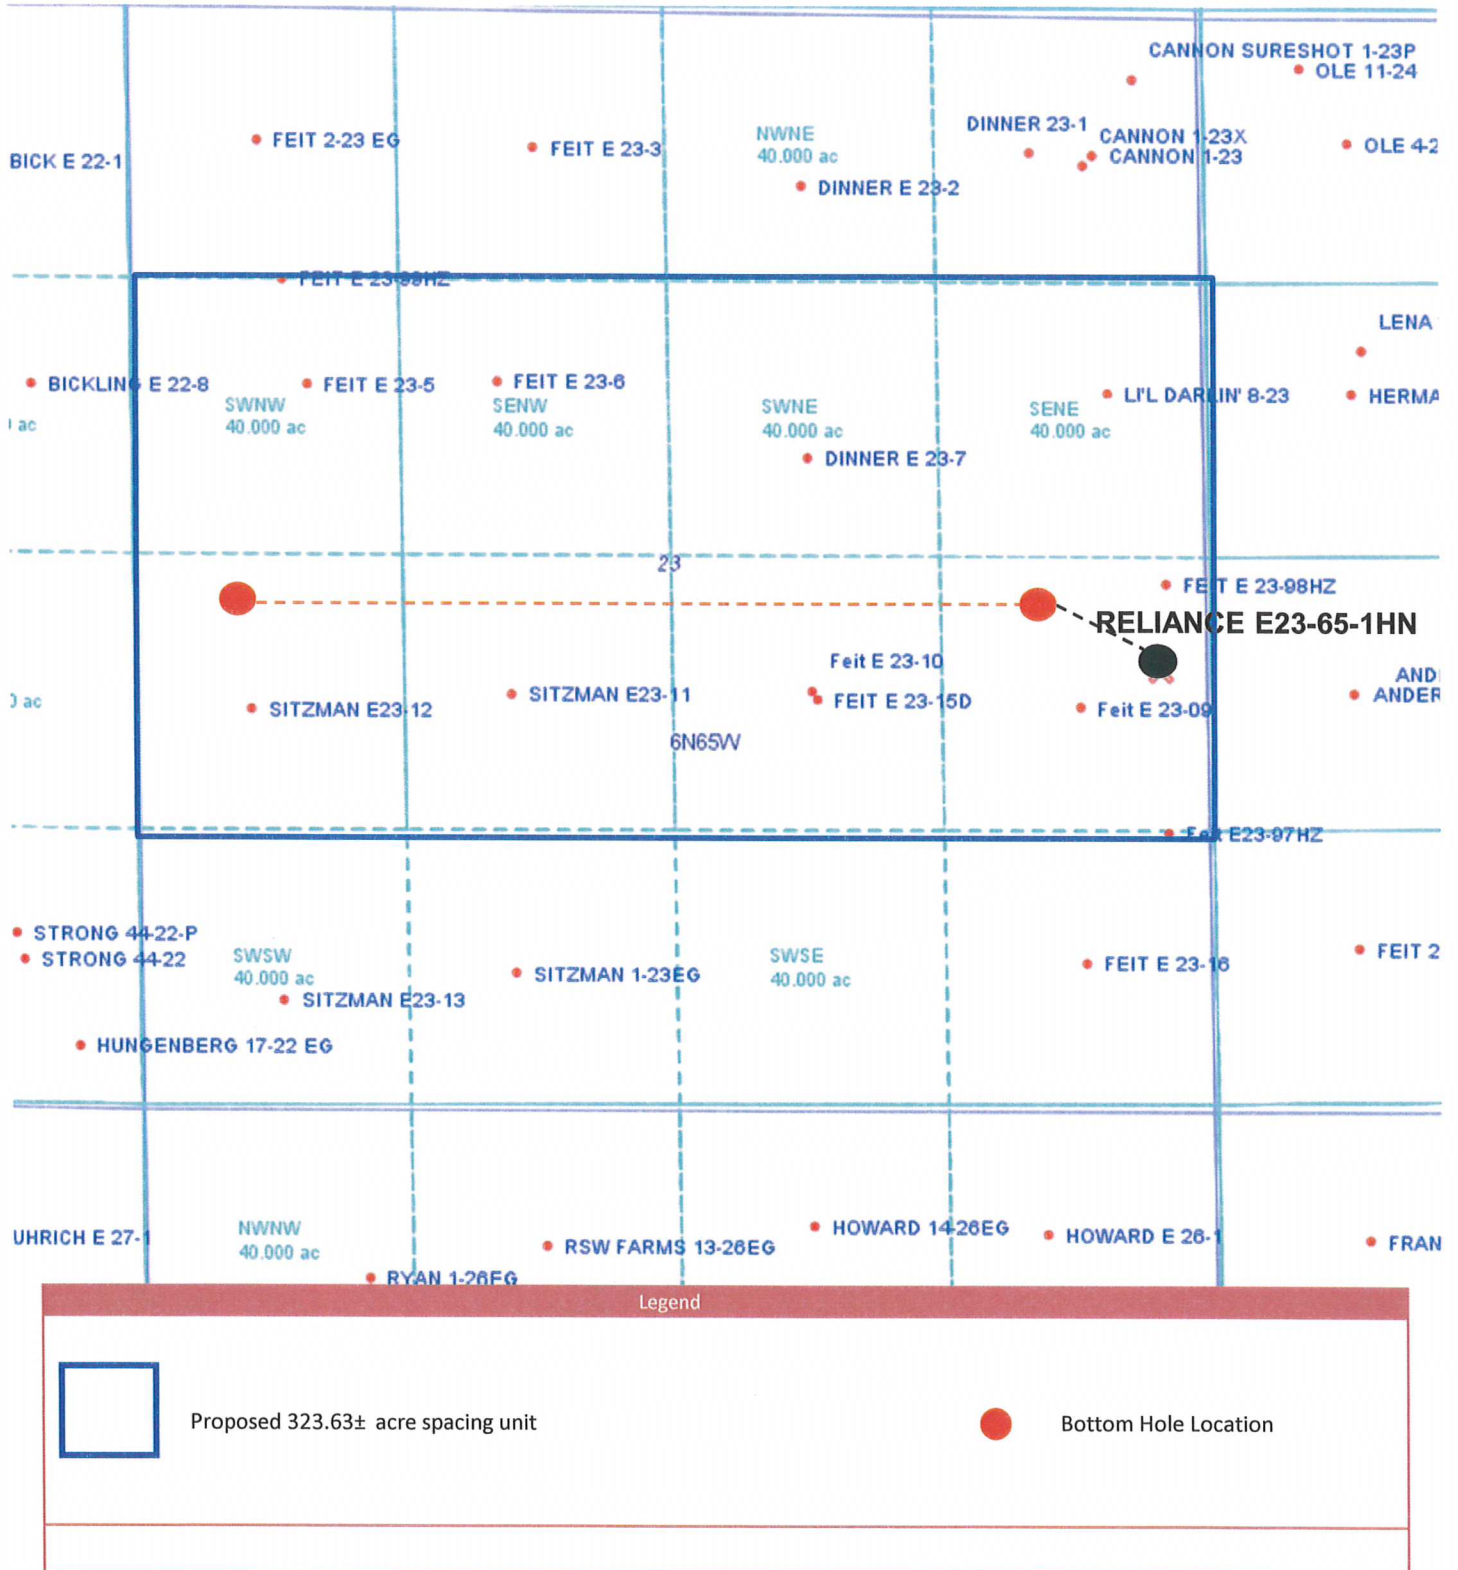 CANNON SURESHOT 1-23P
OLE 11-24
DINNER 23-1
NWNE
40.000 ac
CANNON 1-23X
FEIT 2-23 EG
FEIT E 23-3
CANNON 1-23
OLE 4-2
BICK E 22-1
DINNER E 23-2
FEIT E 23-99HZ
LENA
BICKLING E 22-8
FEIT E 23-5
FEIT E 23-6
LI'L DARLIN' 8-23
HERMA
SWNW
40.000 ac
SENW
40.000 ac
SWNE
40.000 ac
SENE
40.000 ac
ac
DINNER E 23-7
23
FEIT E 23-98HZ
RELIANCE E23-65-1HN
Feit E 23-10
AND
SITZMAN E23-12
SITZMAN E23-11
FEIT E 23-15D
Feit E 23-09
ANDER
ac
6N65W
Feit E23-97HZ
STRONG 44-22-P
STRONG 44-22
SWSW
40.000 ac
SITZMAN 1-23EG
SWSE
40.000 ac
FEIT E 23-16
FEIT 2
SITZMAN E23-13
HUNGENBERG 17-22 EG
UHRICH E 27-1
NWNW
40.000 ac
RSW FARMS 13-26EG
HOWARD 14-26EG
HOWARD E 26-1
FRAN
RYAN 1-26EG
Legend
Proposed 323.63± acre spacing unit
Bottom Hole Location